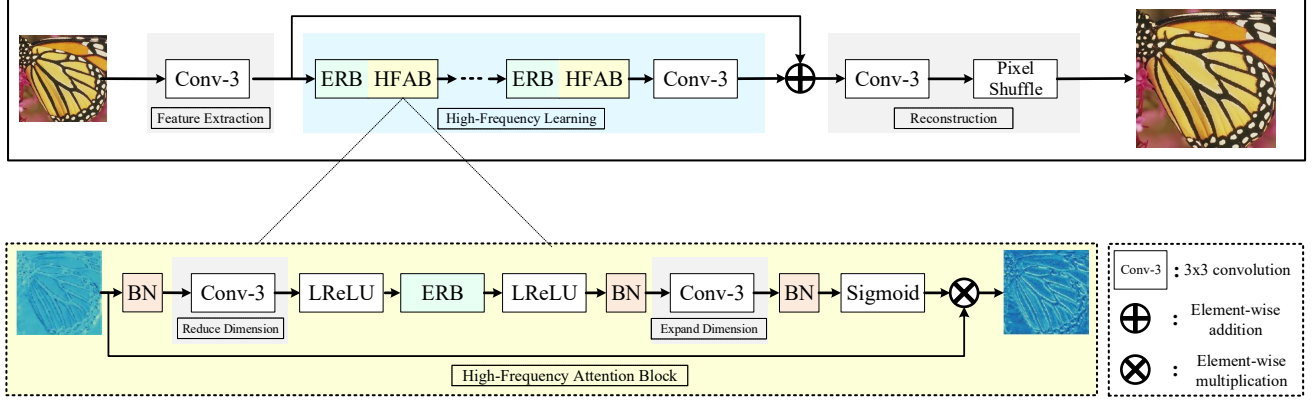 Conv-3
Feature Extraction
ERB HFAB
ERB HFAB
Conv-3
High-Frequency Learning
Conv-3
Pixel
Shuffle
Reconstruction
BN
Conv-3
Reduce Dimension
LReLU
ERB
LReLU
BN
Conv-3
Expand Dimension
BN
Sigmoid
High-Frequency Attention Block
Conv-3 : 3x3 convolution
: Element-wise
addition
: Element-wise
multiplication